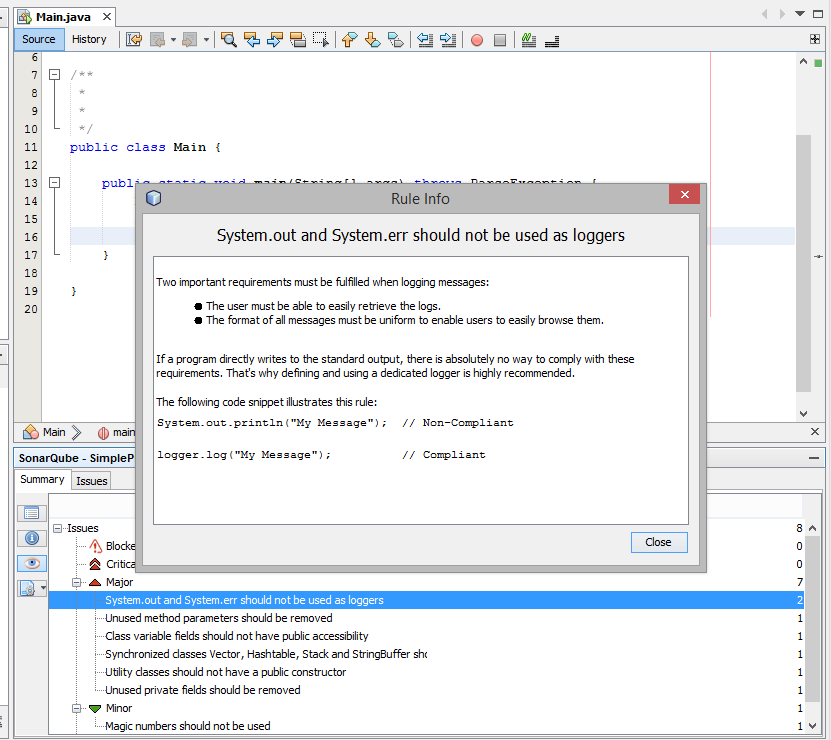 Main.java
Source
History
6
7 /**
8 *
9 *
10 */
11 public class Main {
12
13 public static void main(String[] args) throws ParseException {
14
15
16
17 }
18
19 }
20
Rule Info
System.out and System.err should not be used as loggers
Two important requirements must be fulfilled when logging messages:
● The user must be able to easily retrieve the logs.
● The format of all messages must be uniform to enable users to easily browse them.
If a program directly writes to the standard output, there is absolutely no way to comply with these
requirements. That's why defining and using a dedicated logger is highly recommended.
The following code snippet illustrates this rule:
System.out.println("My Message"); // Non-Compliant
logger.log("My Message"); // Compliant
Close
Main
main
SonarQube - SimpleP
Summary
Issues
Issues 8
Blocke 0
Critica 0
Major 7
System.out and System.err should not be used as loggers 2
Unused method parameters should be removed 1
Class variable fields should not have public accessibility 1
Synchronized classes Vector, Hashtable, Stack and StringBuffer sho 1
Utility classes should not have a public constructor 1
Unused private fields should be removed 1
Minor 1
Magic numbers should not be used 1